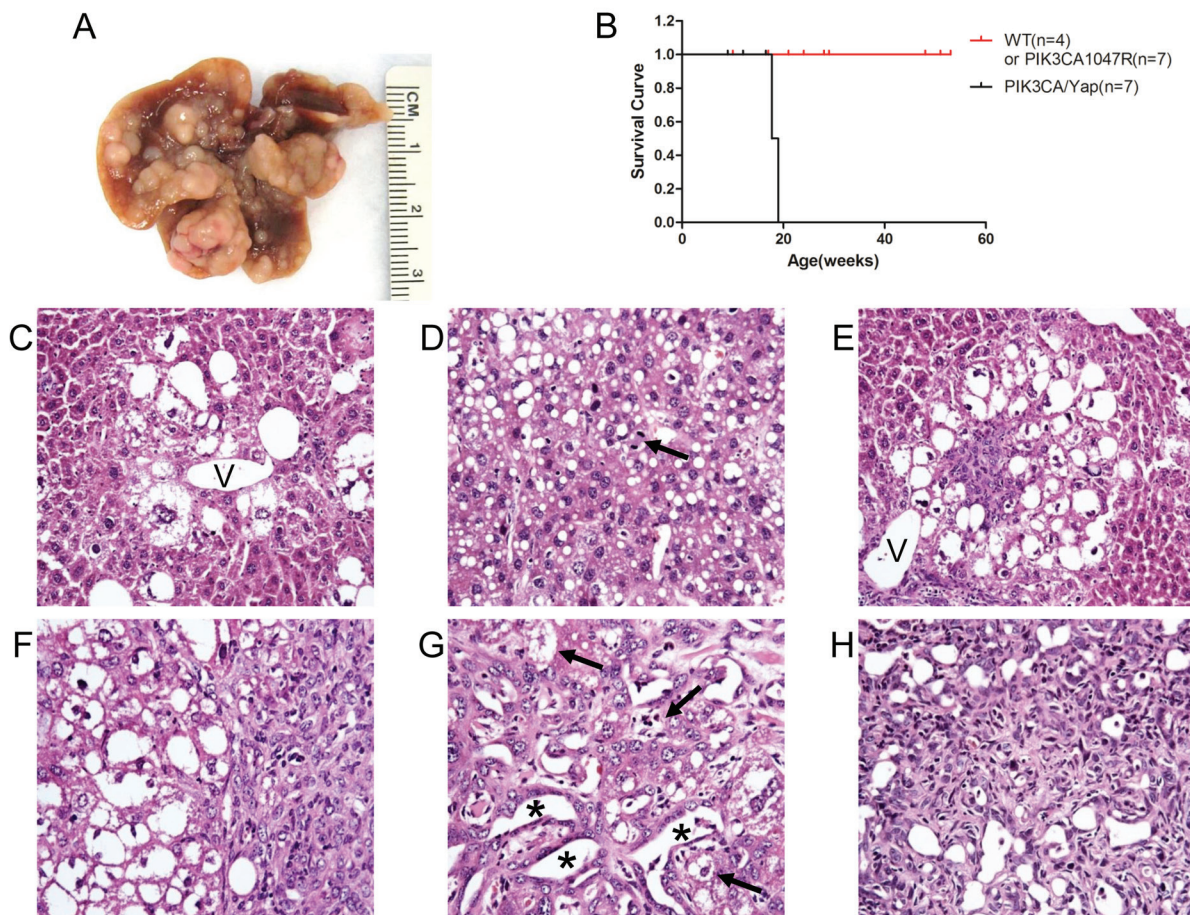 A
CM
1
2
3
B
Survival Curve
1.2
1.0
0.8
0.6
0.4
0.2
0.0
0
20
40
60
Age(weeks)
WT(n=4)
or PIK3CA1047R(n=7)
PIK3CA/Yap(n=7)
C
V
D
E
V
F
G
*
*
*
H